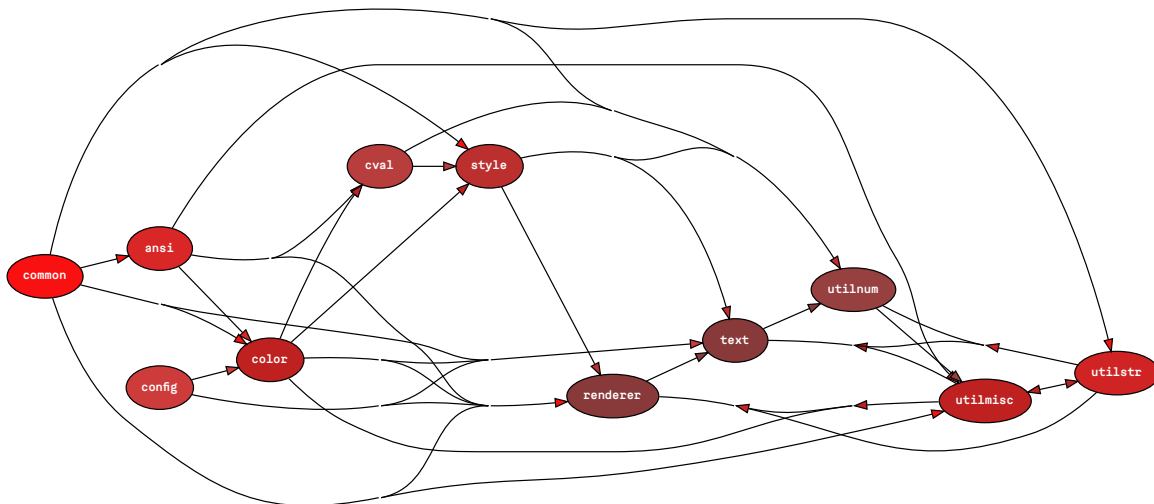 cval
style
ansi
common
utilnum
text
color
utilstr
config
renderer
utilmisc